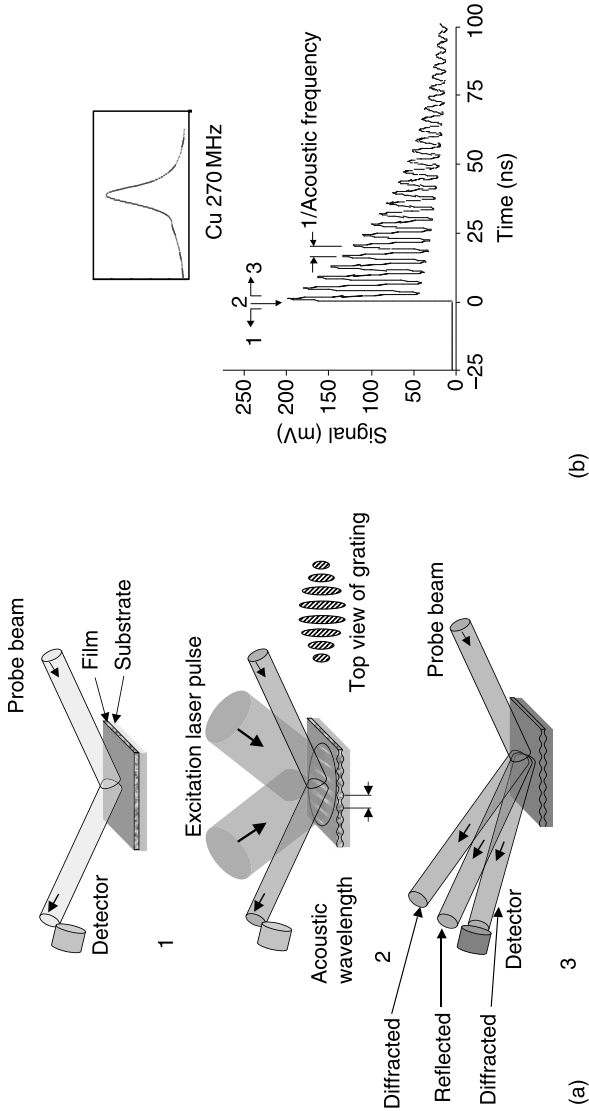 Probe beam
Film
Substrate
Detector
1
Excitation laser pulse
Top view of grating
Acoustic
wavelength
2
Probe beam
Diffracted
Reflected
Diffracted
Detector
3
(a)
Cu 270 MHz
1
2
3
1/Acoustic frequency
Signal (mV)
250
200
150
100
50
0
−25
0
25
50
75
100
Time (ns)
(b)